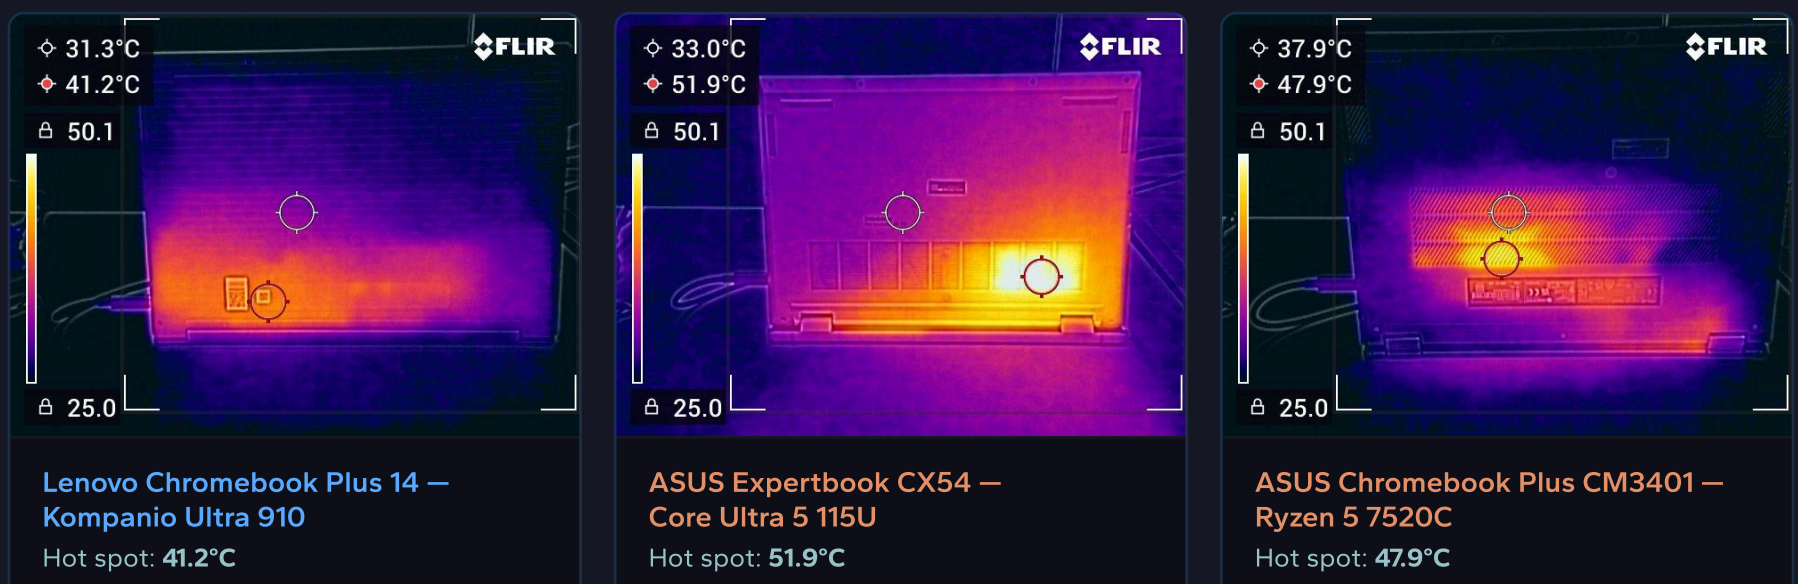 31.3°C
41.2°C
50.1
25.0
FLIR
Lenovo Chromebook Plus 14 —
Kompanio Ultra 910
Hot spot: 41.2°C
33.0°C
51.9°C
50.1
25.0
FLIR
ASUS Expertbook CX54 —
Core Ultra 5 115U
Hot spot: 51.9°C
37.9°C
47.9°C
50.1
25.0
FLIR
ASUS Chromebook Plus CM3401 —
Ryzen 5 7520C
Hot spot: 47.9°C